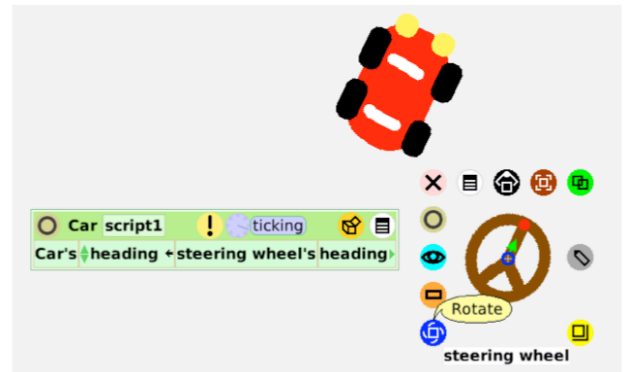 Car script1 ! ticking
Car's heading ← steering wheel's heading
Rotate
steering wheel